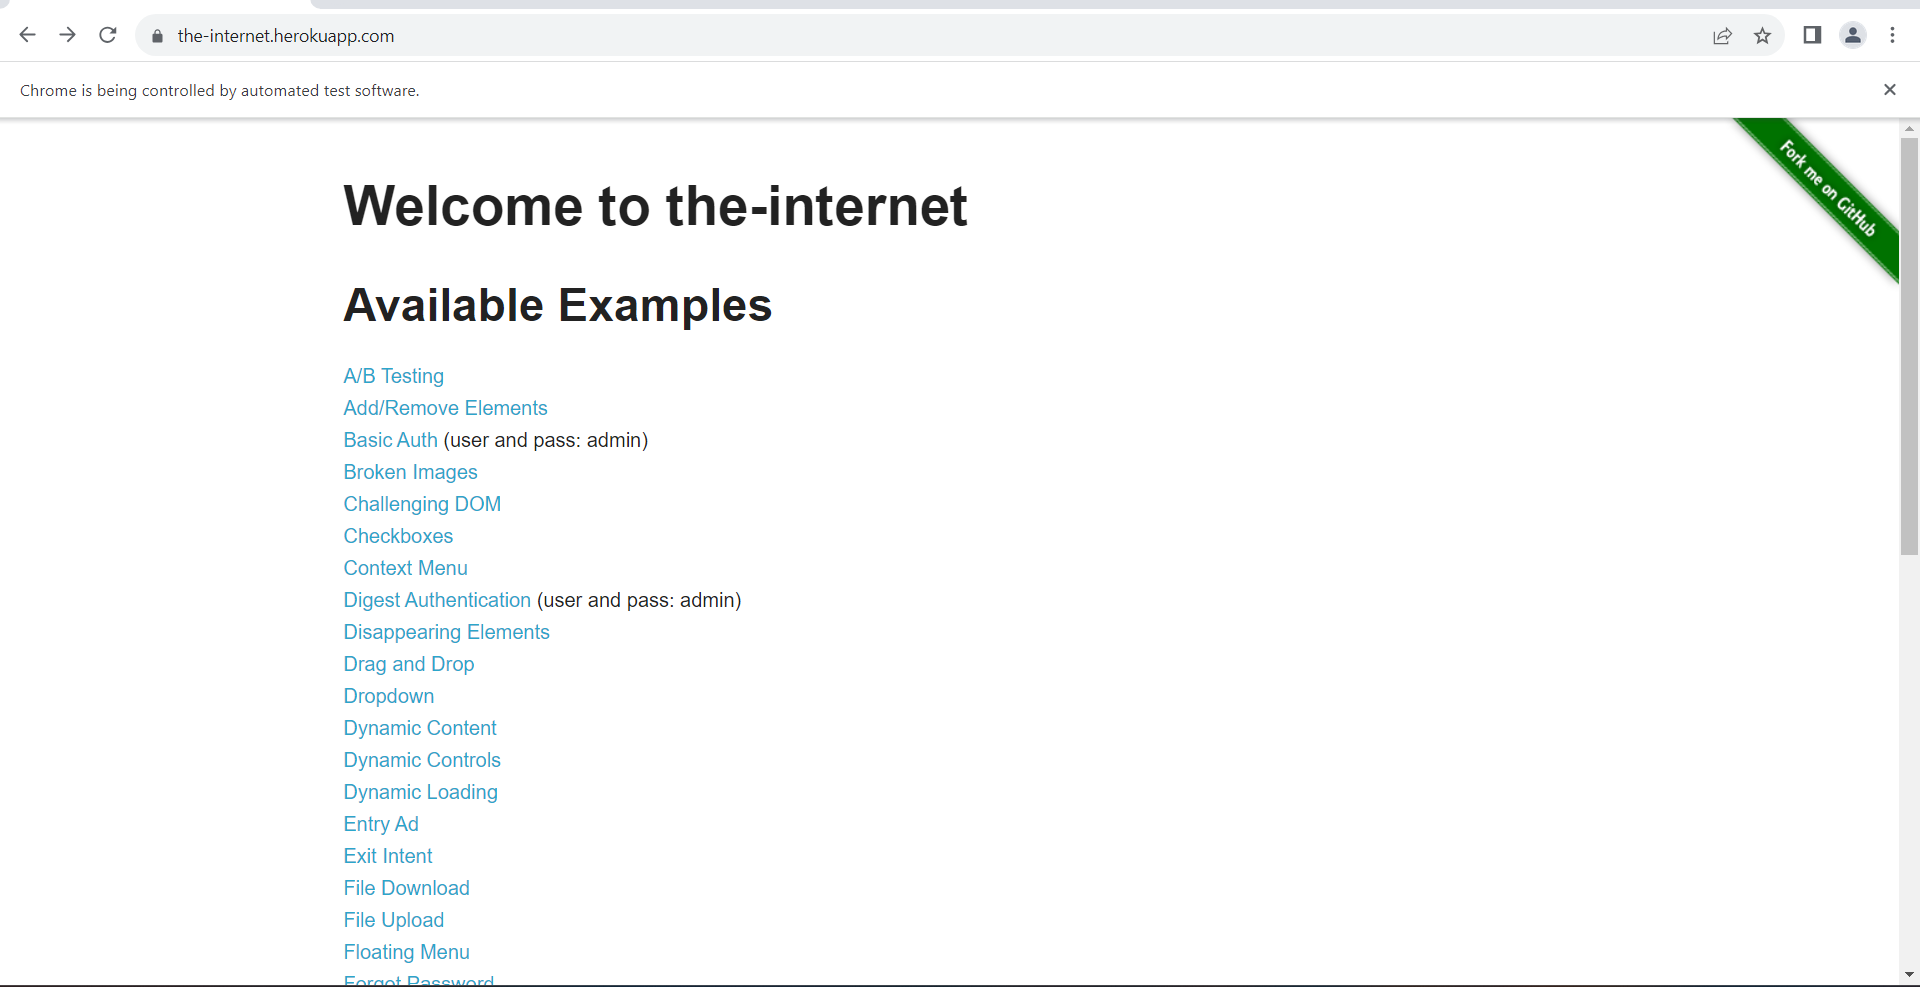 the-internet.herokuapp.com
Chrome is being controlled by automated test software.
Fork me on GitHub
Welcome to the-internet
Available Examples
A/B Testing
Add/Remove Elements
Basic Auth (user and pass: admin)
Broken Images
Challenging DOM
Checkboxes
Context Menu
Digest Authentication (user and pass: admin)
Disappearing Elements
Drag and Drop
Dropdown
Dynamic Content
Dynamic Controls
Dynamic Loading
Entry Ad
Exit Intent
File Download
File Upload
Floating Menu
Forgot Password